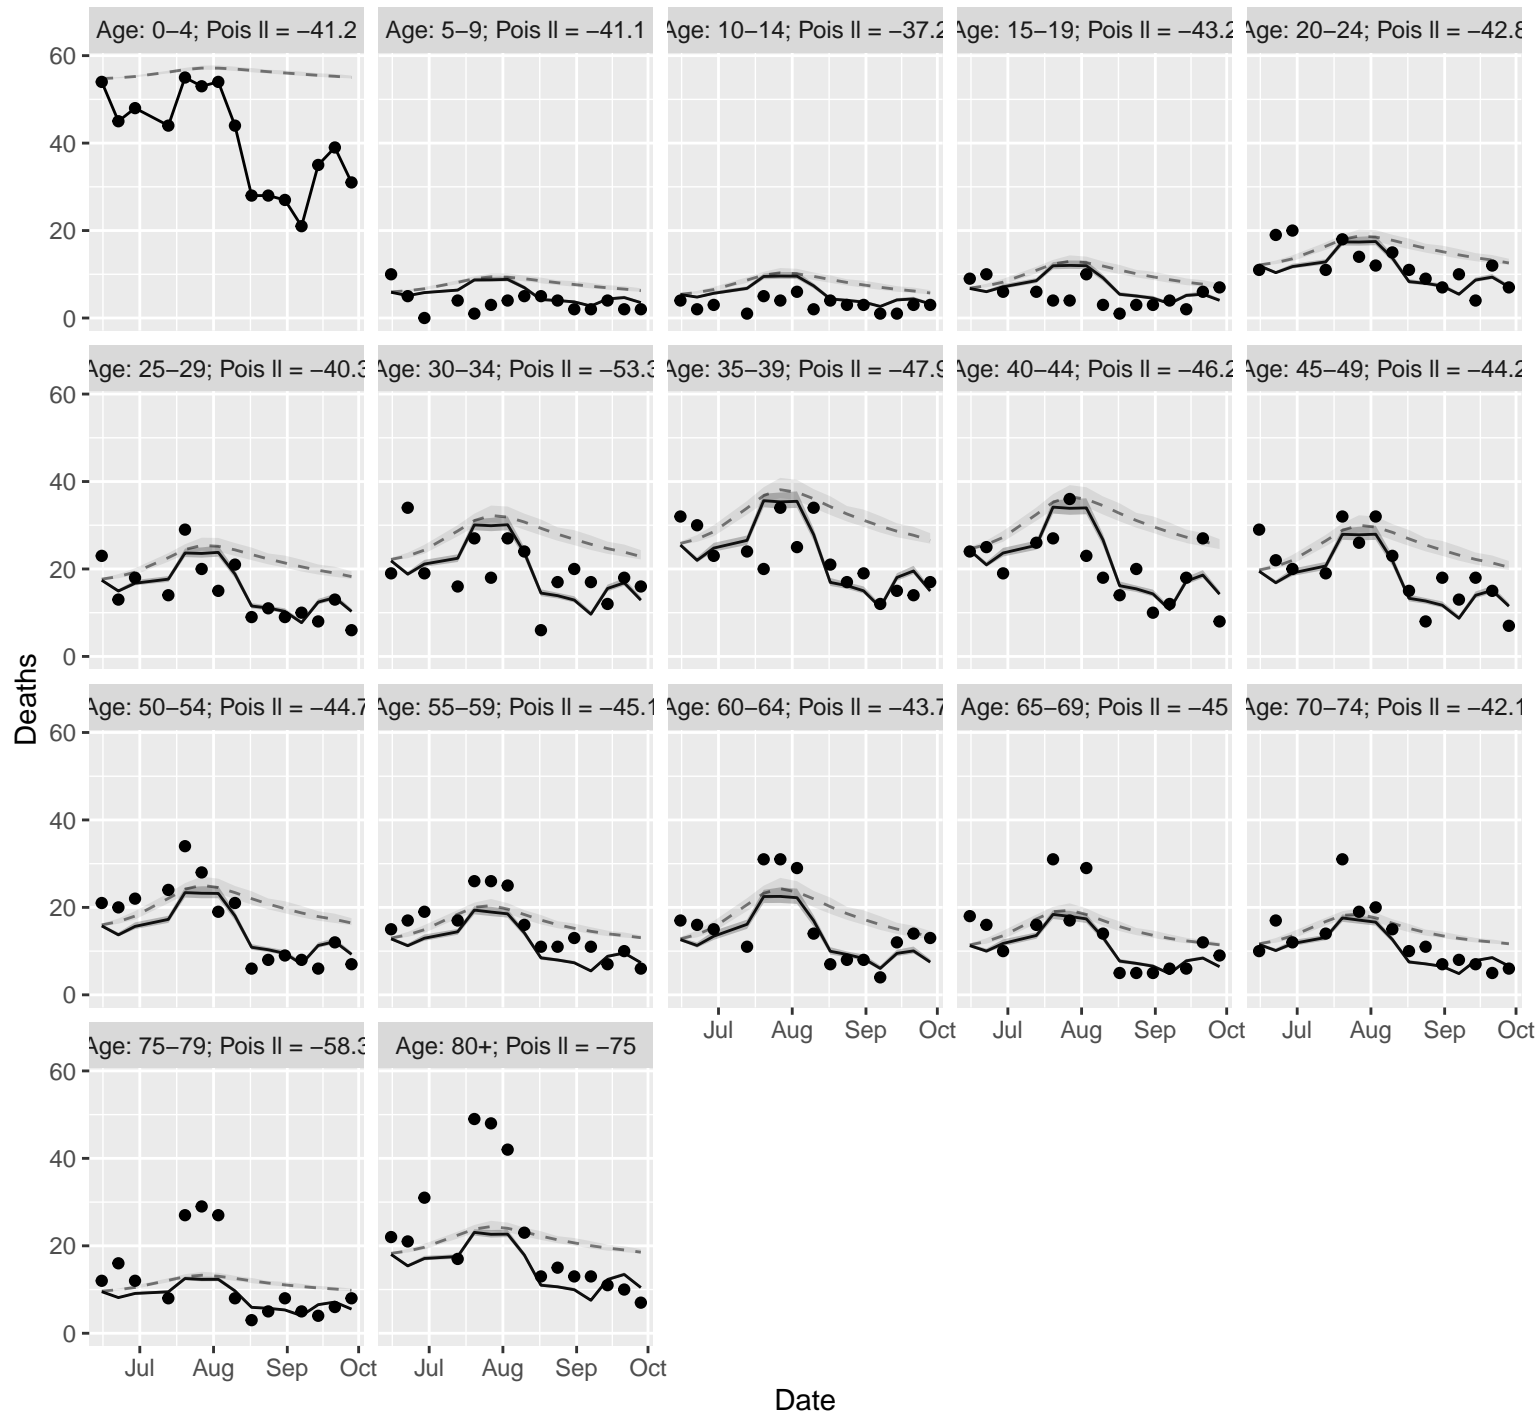 Age: 0−4; Pois ll = −41.2
Age: 5−9; Pois ll = −41.1
Age: 10−14; Pois ll = −37.2
Age: 15−19; Pois ll = −43.2
Age: 20−24; Pois ll = −42.8
60
40
20
0
Age: 25−29; Pois ll = −40.3
Age: 30−34; Pois ll = −53.3
Age: 35−39; Pois ll = −47.9
Age: 40−44; Pois ll = −46.2
Age: 45−49; Pois ll = −44.2
60
40
20
0
Deaths
Age: 50−54; Pois ll = −44.7
Age: 55−59; Pois ll = −45.1
Age: 60−64; Pois ll = −43.7
Age: 65−69; Pois ll = −45
Age: 70−74; Pois ll = −42.1
60
40
20
0
Jul Aug Sep Oct
Jul Aug Sep Oct
Jul Aug Sep Oct
Age: 75−79; Pois ll = −58.3
Age: 80+; Pois ll = −75
60
40
20
0
Jul Aug Sep Oct
Jul Aug Sep Oct
Date